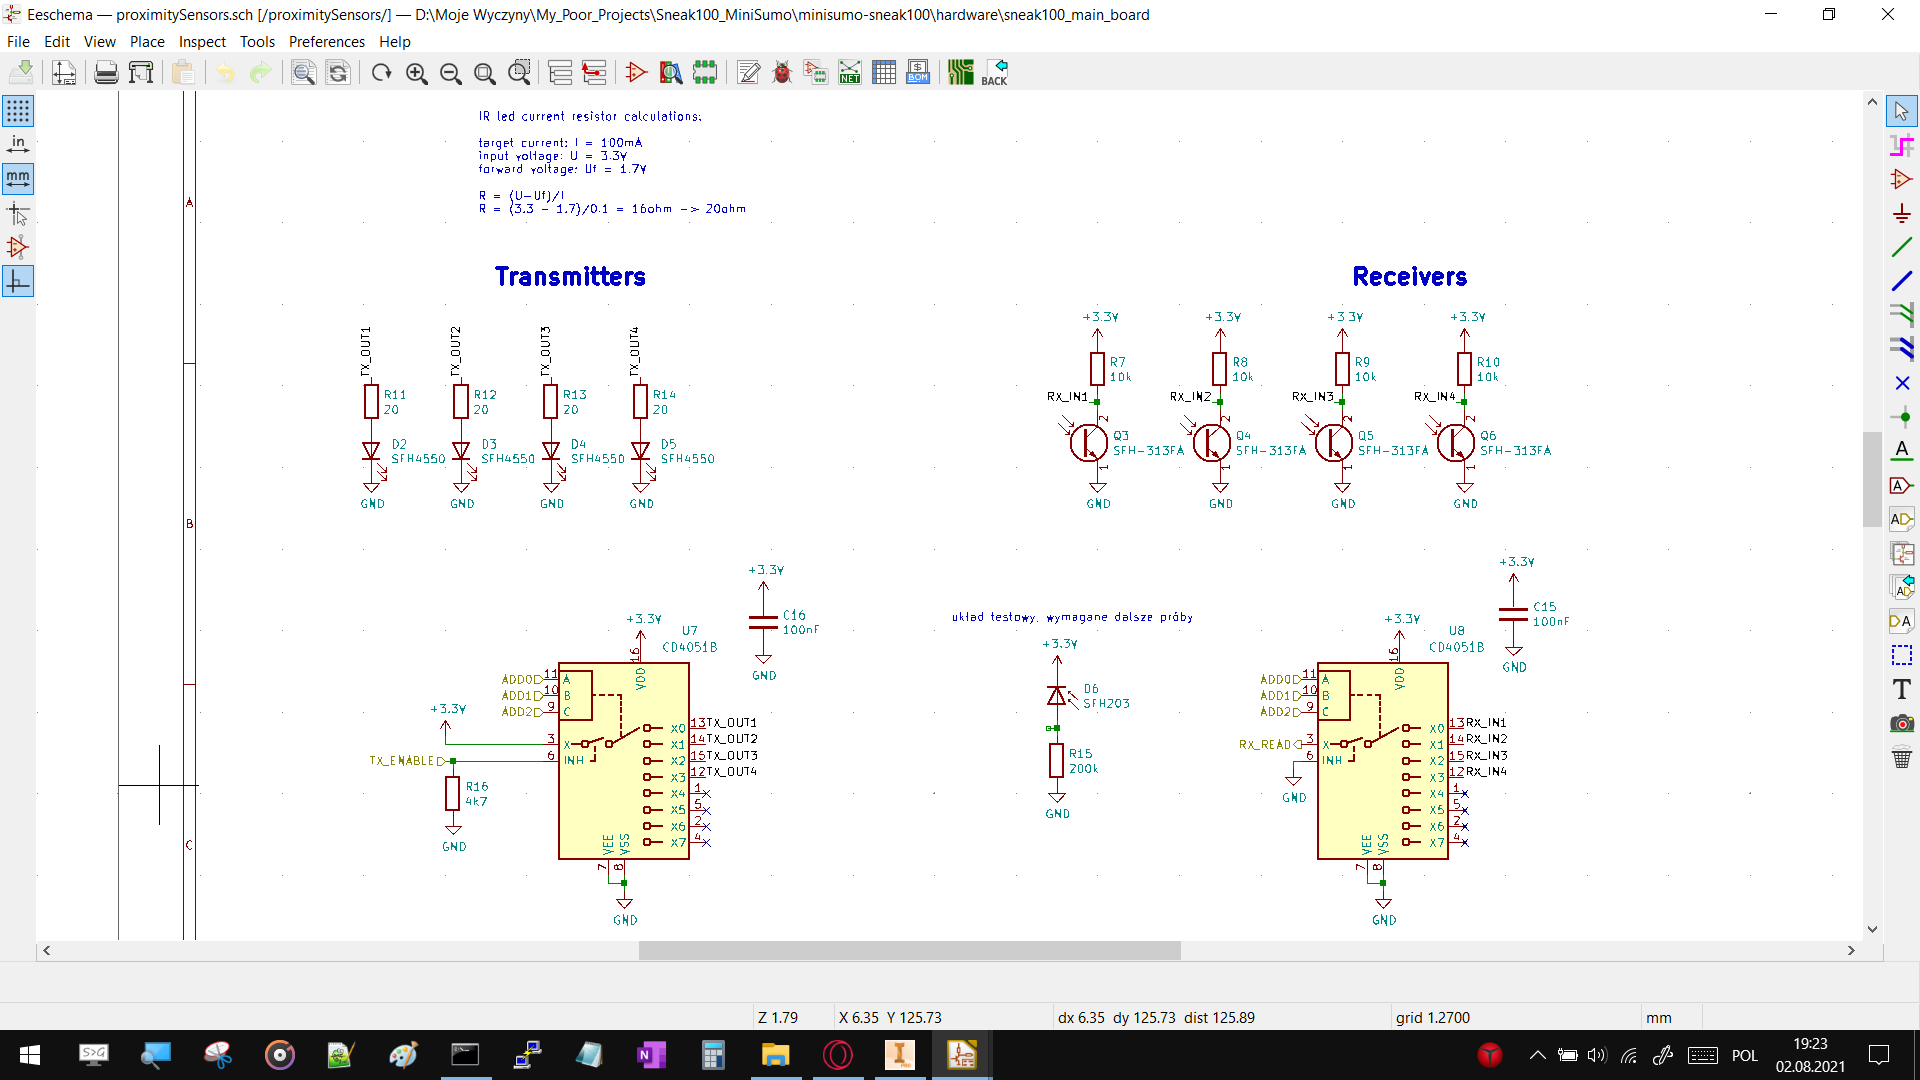 Eeschema — proximitySensors.sch [/proximitySensors/] — D:\Moje Wyczyny\My_Poor_Projects\Sneak100_MiniSumo\minisumo-sneak100\hardware\sneak100_main_board
File Edit View Place Inspect Tools Preferences Help
NET
BOM
BACK
in
mm
IR led current resistor calculations:
target current: I = 100mA
input voltage: U = 3.3V
forward voltage: Uf = 1.7V
R = (U-Uf)/I
R = (3.3 - 1.7)/0.1 = 16ohm -> 20ohm
A
B
C
Transmitters
TX_OUT1 TX_OUT2 TX_OUT3 TX_OUT4
R11 R12 R13 R14
20 20 20 20
D2 D3 D4 D5
SFH4550 SFH4550 SFH4550 SFH4550
GND GND GND GND
Receivers
+3.3V +3.3V +3.3V +3.3V
R7 R8 R9 R10
10k 10k 10k 10k
RX_IN1 RX_IN2 RX_IN3 RX_IN4
2 2 2 2
Q3 Q4 Q5 Q6
SFH-313FA SFH-313FA SFH-313FA SFH-313FA
1 1 1 1
GND GND GND GND
+3.3V
C16
100nF
GND
+3.3V
U7
CD4051B
16
VDD
ADD0 11 A
ADD1 10 B
ADD2 9 C
+3.3V
3 X
TX_ENABLE 6 INH
R16
4k7
GND
X0 13 TX_OUT1
X1 14 TX_OUT2
X2 15 TX_OUT3
X3 12 TX_OUT4
X4 1
X5 5
X6 2
X7 4
VEE VSS
7 8
GND
układ testowy, wymagane dalsze próby
+3.3V
D6
SFH203
R15
200k
GND
+3.3V
C15
100nF
GND
+3.3V
U8
CD4051B
16
VDD
ADD0 11 A
ADD1 10 B
ADD2 9 C
RX_READ 3 X
6 INH
GND
X0 13 RX_IN1
X1 14 RX_IN2
X2 15 RX_IN3
X3 12 RX_IN4
X4 1
X5 5
X6 2
X7 4
VEE VSS
7 8
GND
Z 1.79 X 6.35 Y 125.73 dx 6.35 dy 125.73 dist 125.89 grid 1.2700 mm
POL
19:23
02.08.2021